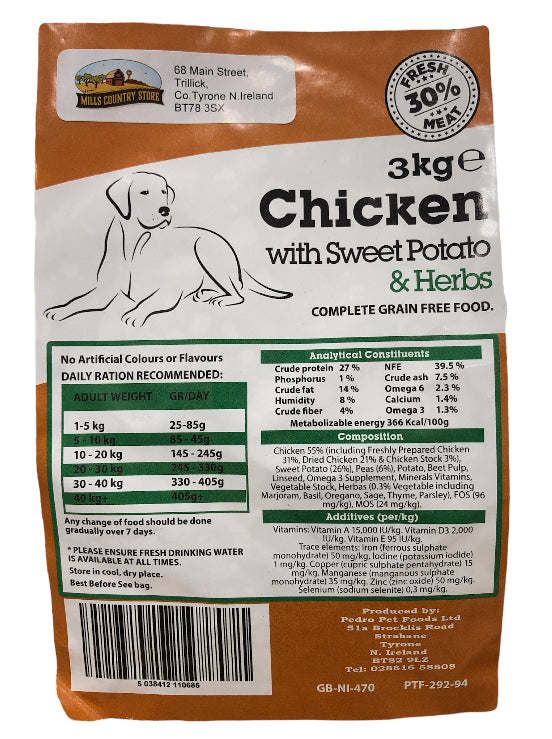 MILLS COUNTRY STORE
68 Main Street,
Trillick,
Co.Tyrone N.Ireland
BT78 3SX
FRESH
30%
MEAT
3kg e
Chicken
with Sweet Potato
& Herbs
COMPLETE GRAIN FREE FOOD.
No Artificial Colours or Flavours
DAILY RATION RECOMMENDED:
ADULT WEIGHT GR/DAY
1-5 kg 25-85g
5 - 10 kg 85 - 45g
10 - 20 kg 145 - 245g
20 - 30 kg 245 - 330g
30 - 40 kg 330 - 405g
40 kg+ 405g+
Any change of food should be done
gradually over 7 days.
* PLEASE ENSURE FRESH DRINKING WATER
IS AVAILABLE AT ALL TIMES.
Store in cool, dry place.
Best Before See bag.
Analytical Constituents
Crude protein 27 % NFE 39.5 %
Phosphorus 1 % Crude ash 7.5 %
Crude fat 14 % Omega 6 2.3 %
Humidity 8 % Calcium 1.4%
Crude fiber 4% Omega 3 1.3%
Metabolizable energy 366 Kcal/100g
Composition
Chicken 55% (including Freshly Prepared Chicken
31%, Dried Chicken 21% & Chicken Stock 3%),
Sweet Potato (26%), Peas (6%), Potato, Beet Pulp,
Linseed, Omega 3 Supplement, Minerals Vitamins,
Vegetable Stock, Herbas (0.3% Vegetable including
Marjoram, Basil, Oregano, Sage, Thyme, Parsley), FOS (96
mg/kg), MOS (24 mg/kg).
Additives (per/kg)
Vitamins: Vitamin A 15,000 IU/kg. Vitamin D3 2,000
IU/kg. Vitamin E 95 IU/kg.
Trace elements: Iron (ferrous sulphate
monohydrate) 50 mg/kg, Iodine (potassium iodide)
1 mg/kg. Copper (cupric sulphate pentahydrate) 15
mg/kg. Manganese (manganous sulphate
monohydrate) 35 mg/kg. Zinc (zinc oxide) 50 mg/kg.
Selenium (sodium selenite) 0,3 mg/kg.
5 038412 110685
Produced by:
Pedro Pet Foods Ltd
51a Brocklis Road
Strabane
Tyrone
N. Ireland
BT82 9LZ
Tel: 028816 58808
GB-NI-470 PTF-292-94